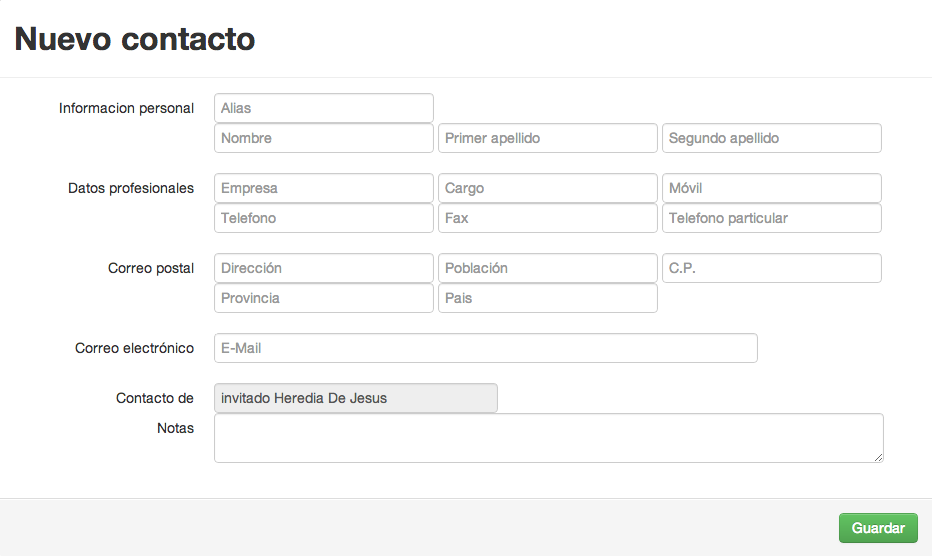 Nuevo contacto
Informacion personal Alias
Nombre Primer apellido Segundo apellido
Datos profesionales Empresa Cargo Móvil
Telefono Fax Telefono particular
Correo postal Dirección Población C.P.
Provincia Pais
Correo electrónico E-Mail
Contacto de invitado Heredia De Jesus
Notas
Guardar